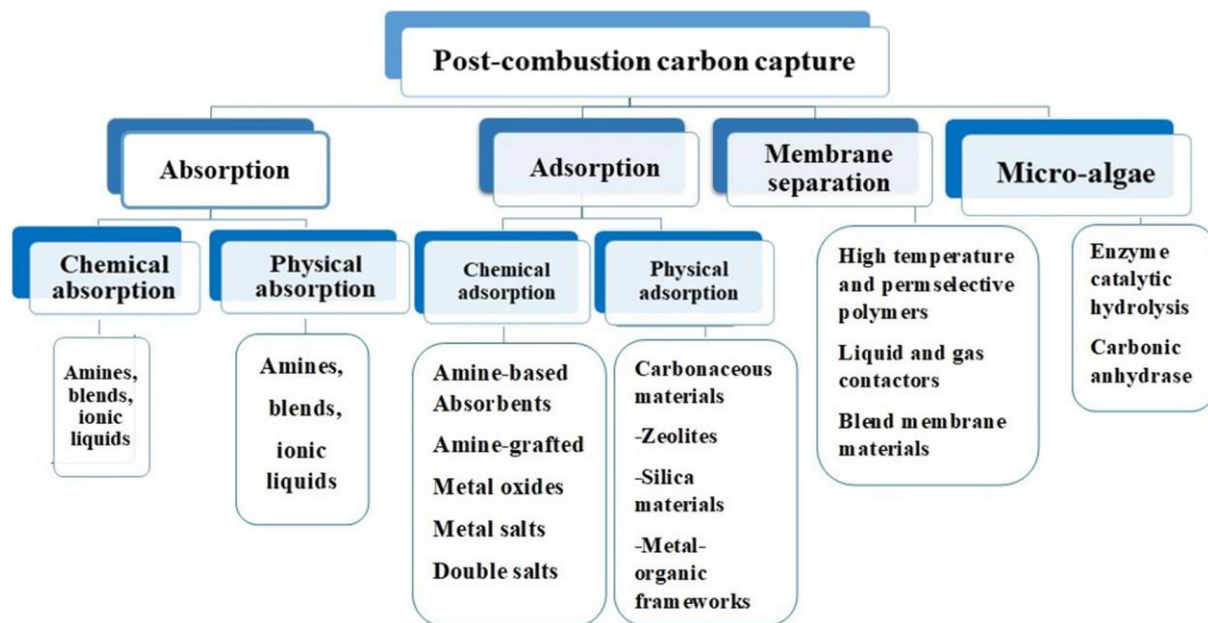 Post-combustion carbon capture
Absorption
Adsorption
Membrane
separation
Micro-algae
Chemical
absorption
Physical
absorption
Chemical
adsorption
Physical
adsorption
Amines,
blends,
ionic
liquids
Amines,
blends,
ionic
liquids
Amine-based
Absorbents
Amine-grafted
Metal oxides
Metal salts
Double salts
Carbonaceous
materials
-Zeolites
-Silica
materials
-Metal-
organic
frameworks
High temperature
and permselective
polymers
Liquid and gas
contactors
Blend membrane
materials
Enzyme
catalytic
hydrolysis
Carbonic
anhydrase